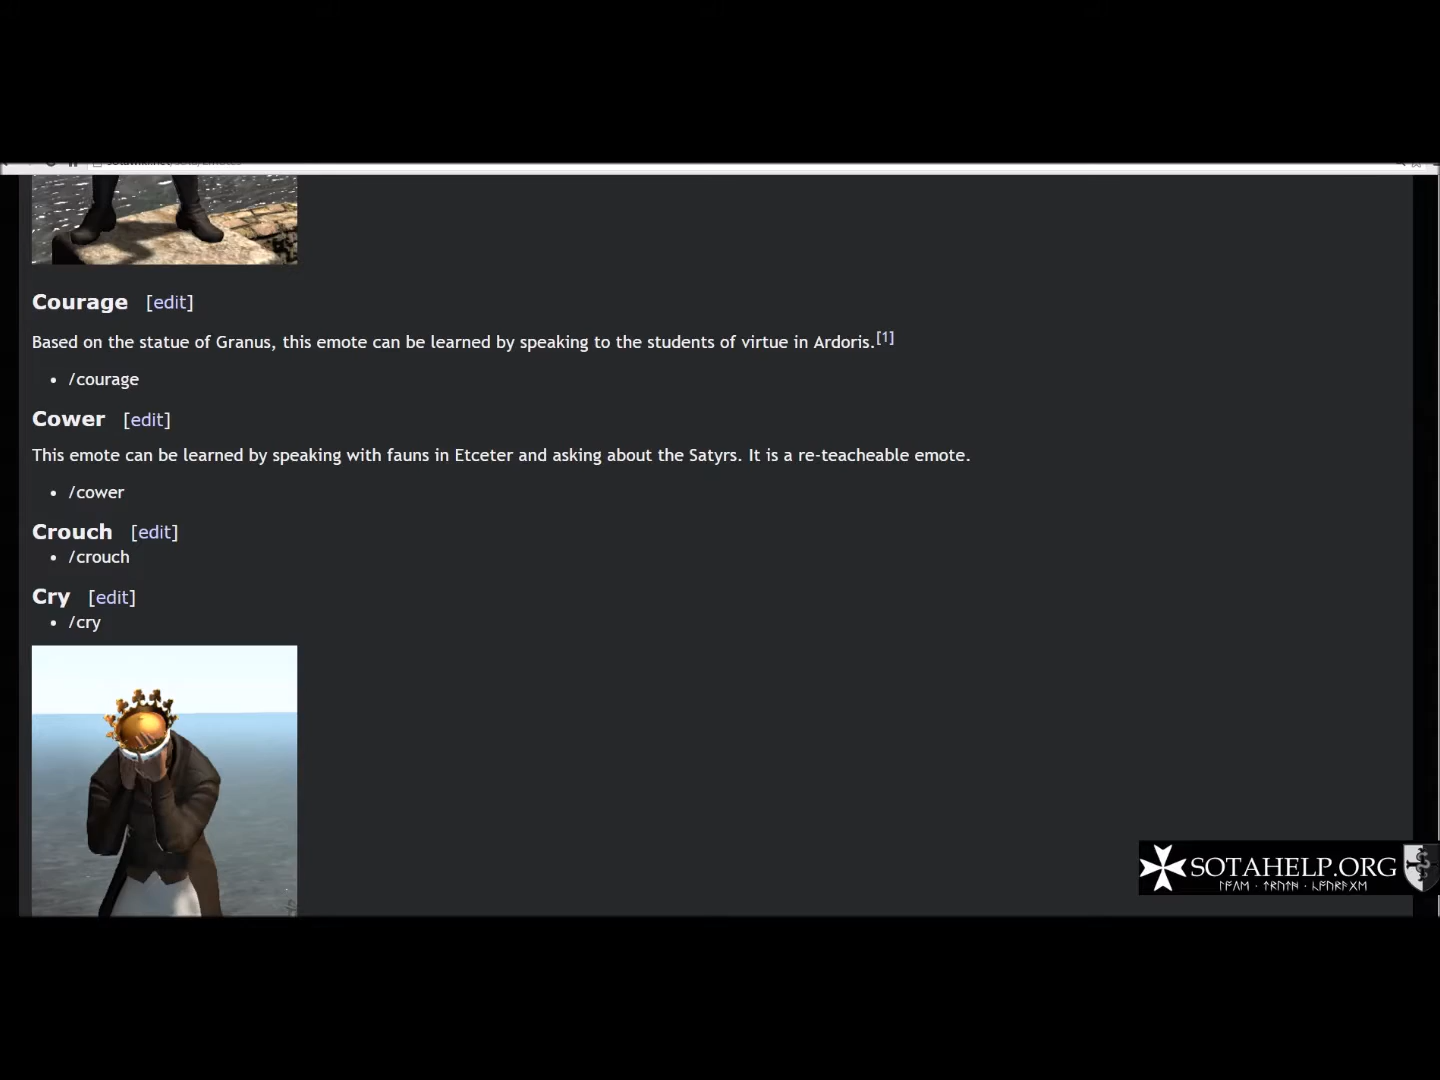 Courage [edit]
Based on the statue of Granus, this emote can be learned by speaking to the students of virtue in Ardoris.[1]
• /courage
Cower [edit]
This emote can be learned by speaking with fauns in Etceter and asking about the Satyrs. It is a re-teacheable emote.
• /cower
Crouch [edit]
• /crouch
Cry [edit]
• /cry
SOTAHELP.ORG